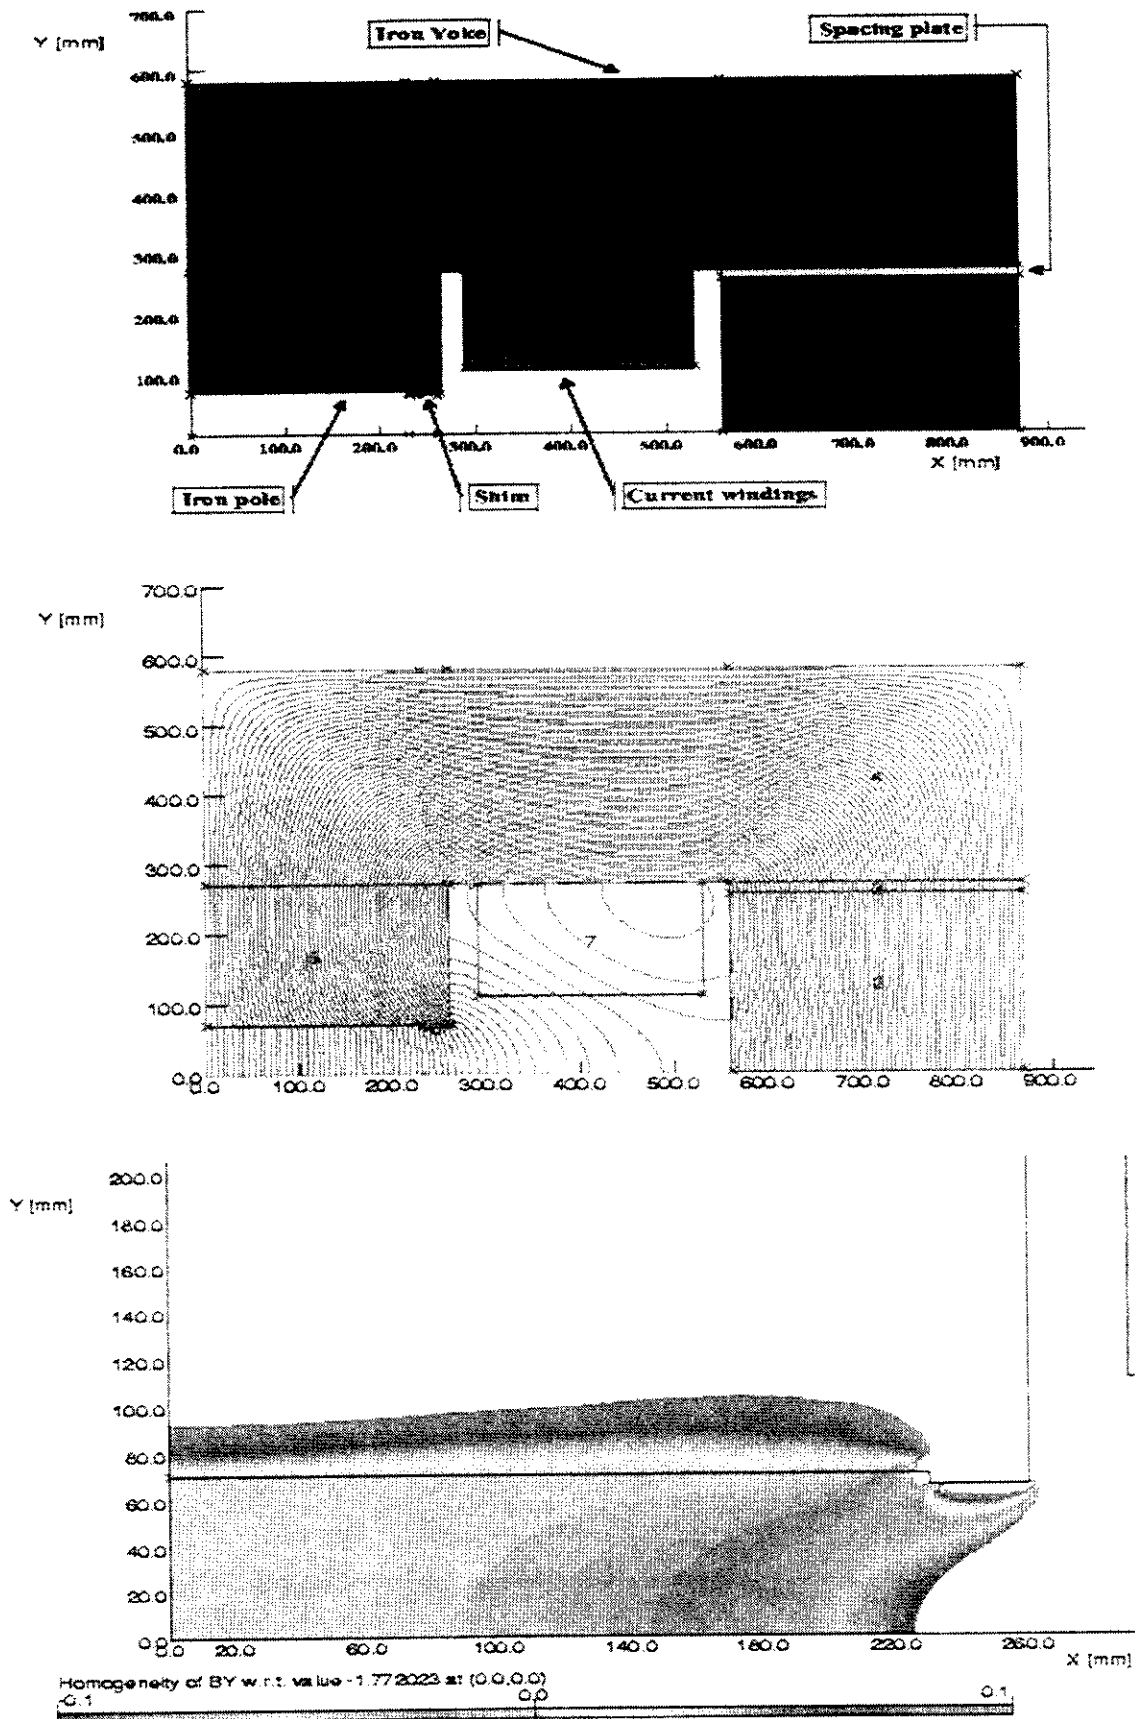 700.0
Y [mm]
Iron Yoke
Spacing plate
600.0
500.0
400.0
300.0
200.0
100.0
0.0 100.0 200.0 300.0 400.0 500.0 600.0 700.0 800.0 900.0
X [mm]
Iron pole
Shim
Current windings
700.0
Y [mm]
600.0
500.0
400.0
300.0
200.0
7
100.0
0.0
0.0 100.0 200.0 300.0 400.0 500.0 600.0 700.0 800.0 900.0
200.0
Y [mm]
180.0
160.0
140.0
120.0
100.0
80.0
60.0
40.0
20.0
0.0
0.0 20.0 60.0 100.0 140.0 180.0 220.0 260.0
X [mm]
Homogeneity of BY w.r.t. value -1.772023 at (0.0,0.0)
-0.1 0.0 0.1